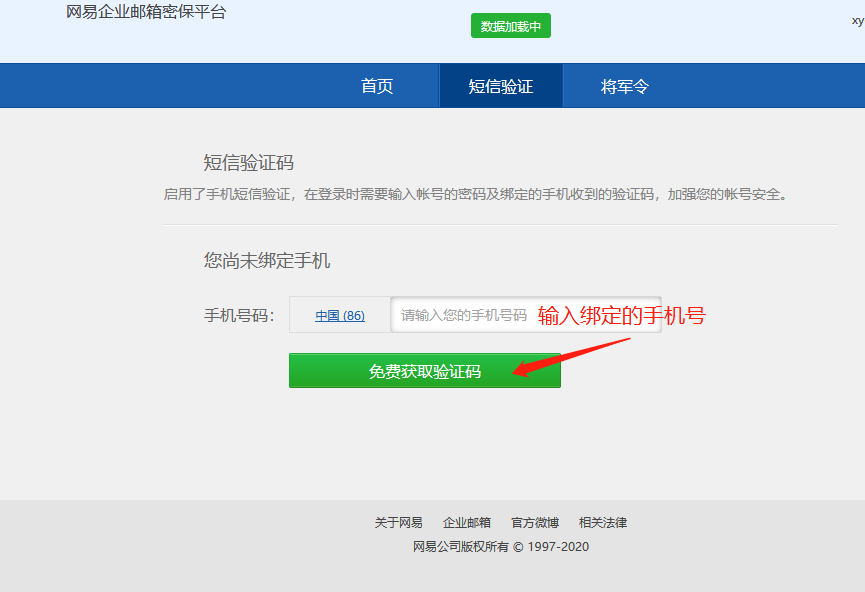 网易企业邮箱密保平台
数据加载中
xy
首页 短信验证 将军令
短信验证码
启用了手机短信验证，在登录时需要输入帐号的密码及绑定的手机收到的验证码，加强您的帐号安全。
您尚未绑定手机
手机号码： 中国 (86) 请输入您的手机号码 输入绑定的手机号
免费获取验证码
关于网易 企业邮箱 官方微博 相关法律
网易公司版权所有 © 1997-2020